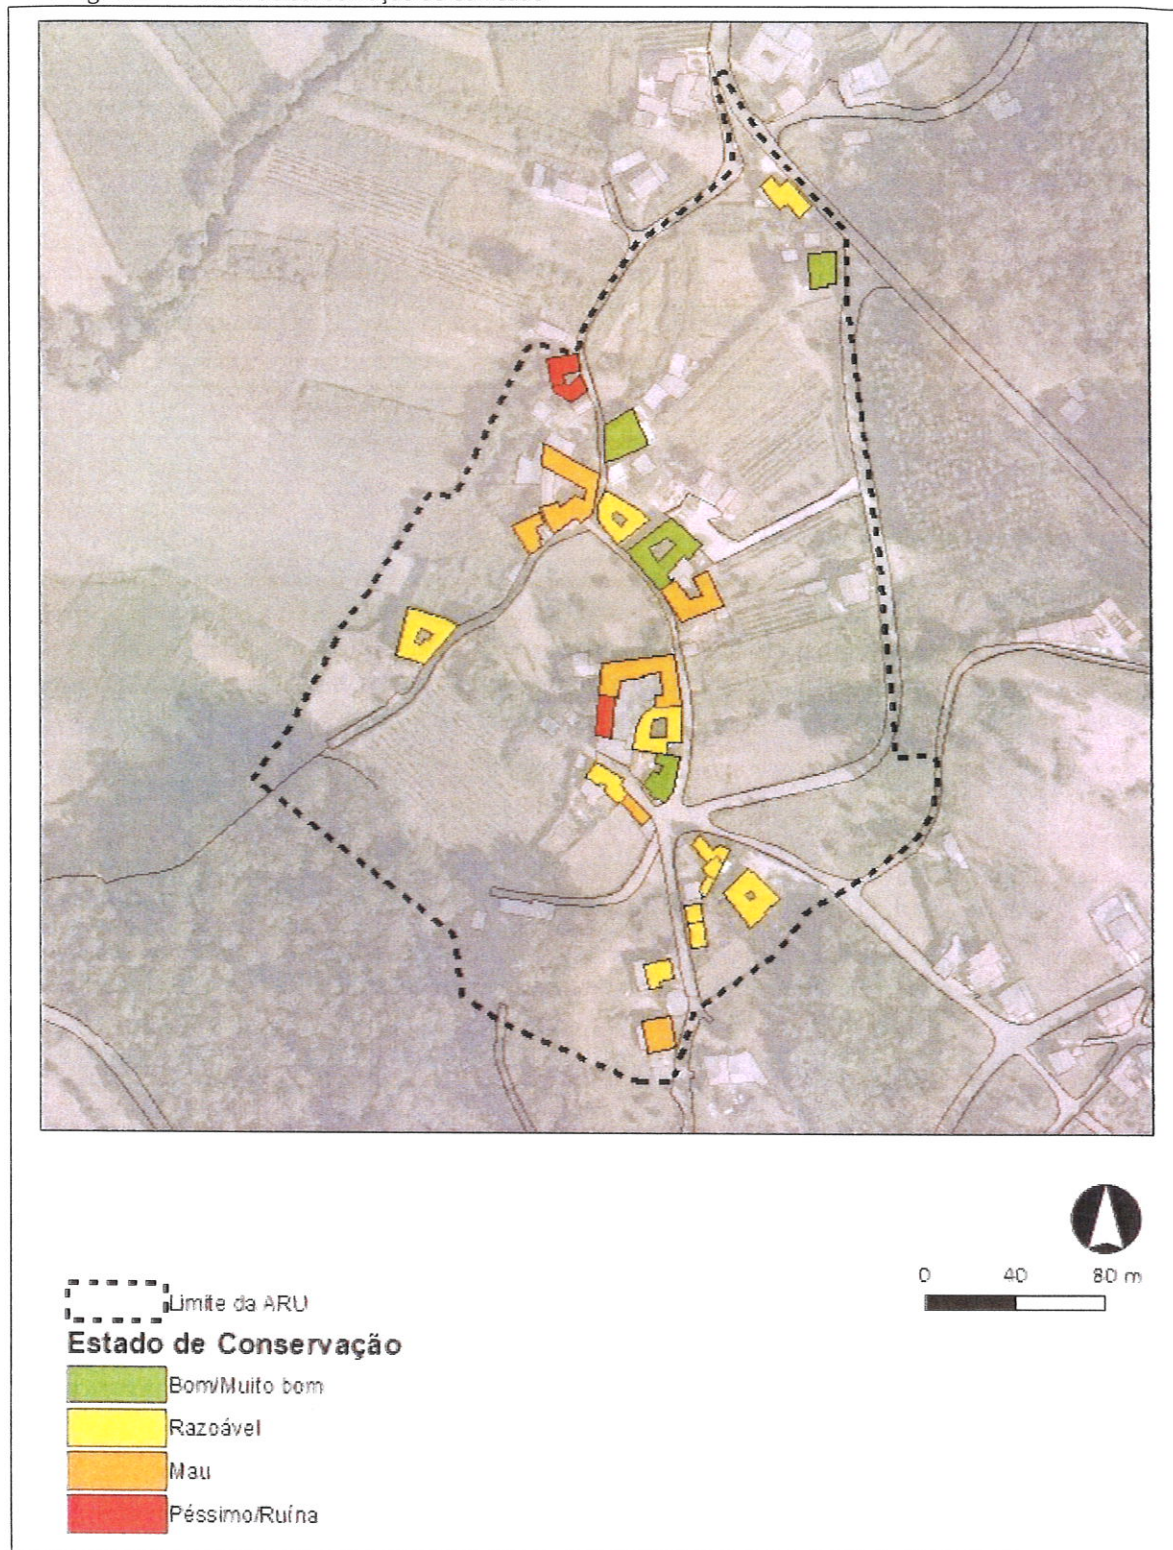 0 40 80 m
Limite da ARU
Estado de Conservação
Bom/Muito bom
Razoável
Mau
Péssimo/Ruína